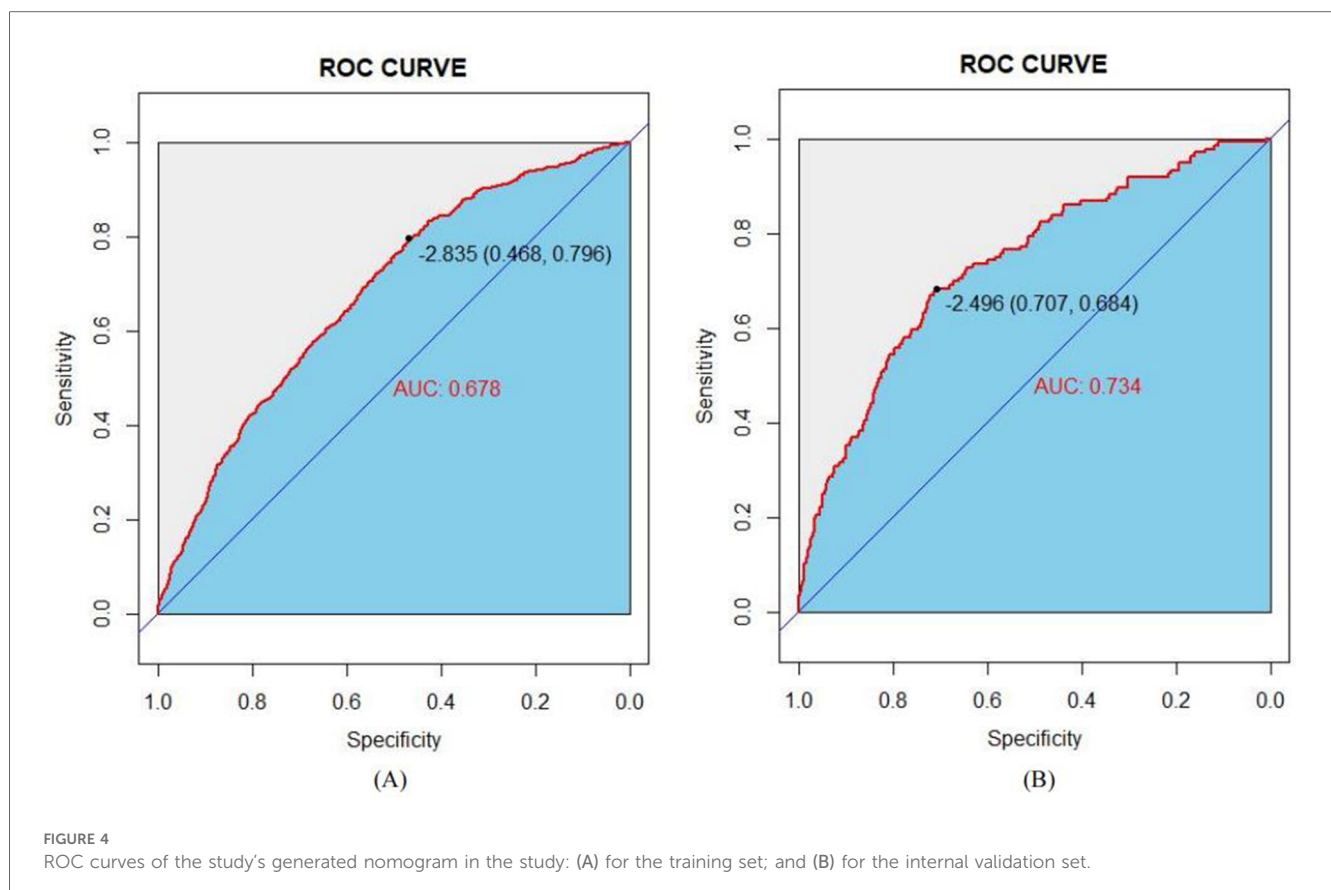 ROC CURVE
1.0
0.8
0.6
0.4
0.2
0.0
Sensitivity
-2.835 (0.468, 0.796)
AUC: 0.678
1.0 0.8 0.6 0.4 0.2 0.0
Specificity
(A)
ROC CURVE
1.0
0.8
0.6
0.4
0.2
0.0
Sensitivity
-2.496 (0.707, 0.684)
AUC: 0.734
1.0 0.8 0.6 0.4 0.2 0.0
Specificity
(B)
FIGURE 4
ROC curves of the study's generated nomogram in the study: (A) for the training set; and (B) for the internal validation set.